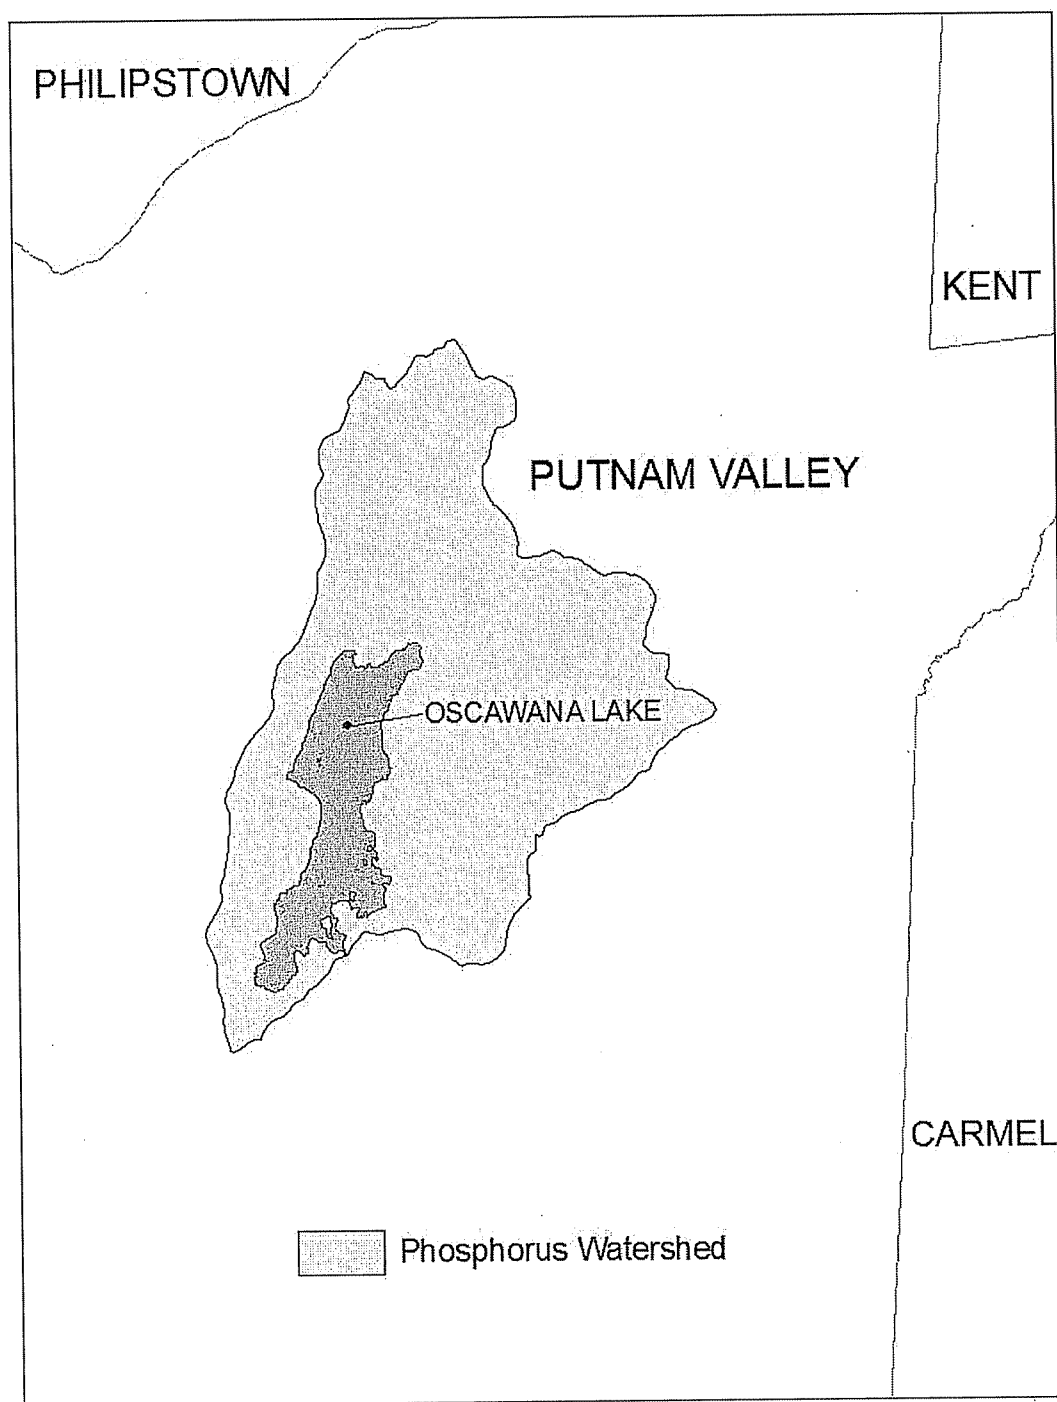 PHILIPSTOWN
KENT
PUTNAM VALLEY
OSCAWANA LAKE
CARMEL
Phosphorus Watershed